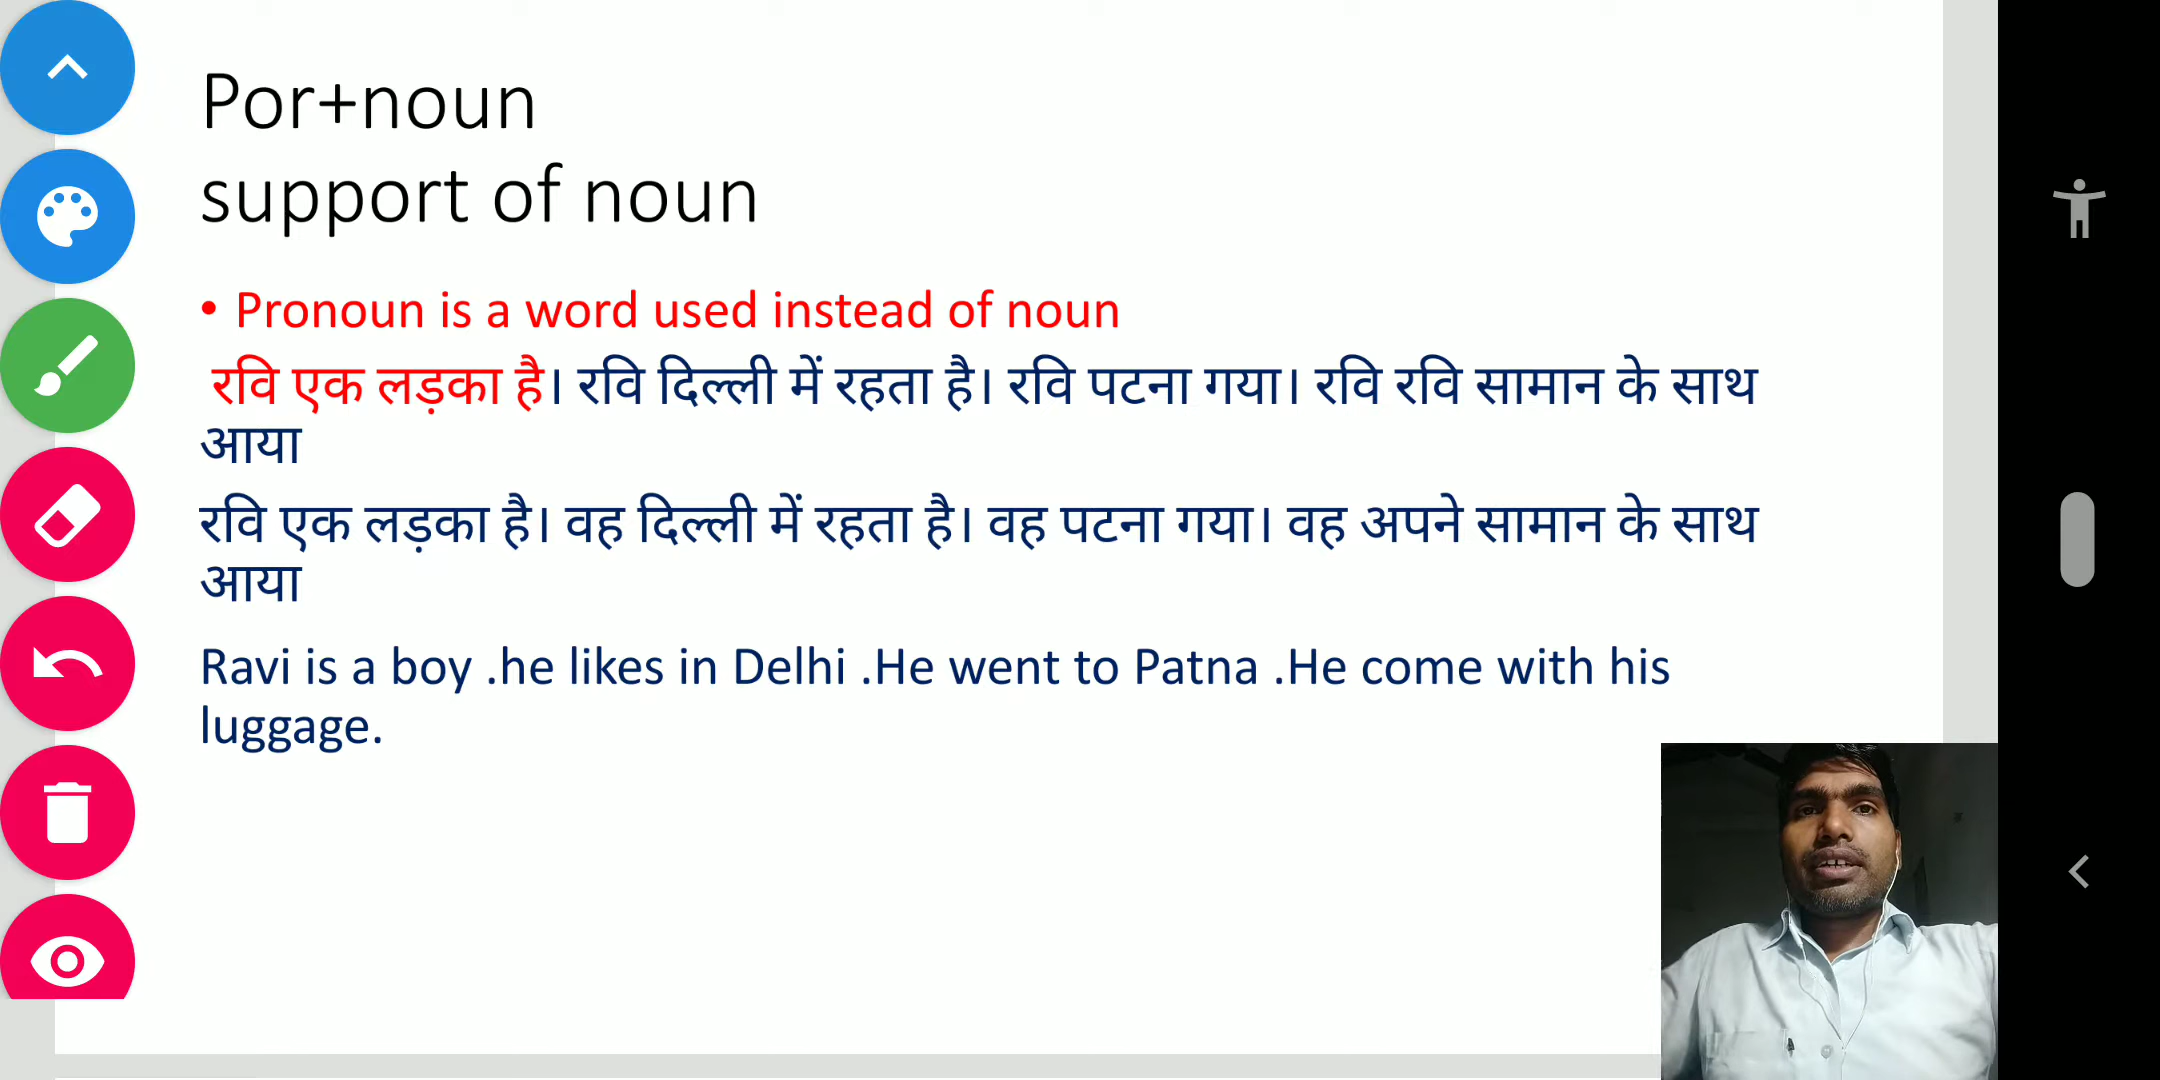 Por+noun
support of noun
• Pronoun is a word used instead of noun
रवि एक लड़का है। रवि दिल्ली में रहता है। रवि पटना गया। रवि रवि सामान के साथ
आया
रवि एक लड़का है। वह दिल्ली में रहता है। वह पटना गया। वह अपने सामान के साथ
आया
Ravi is a boy .he likes in Delhi .He went to Patna .He come with his
luggage.